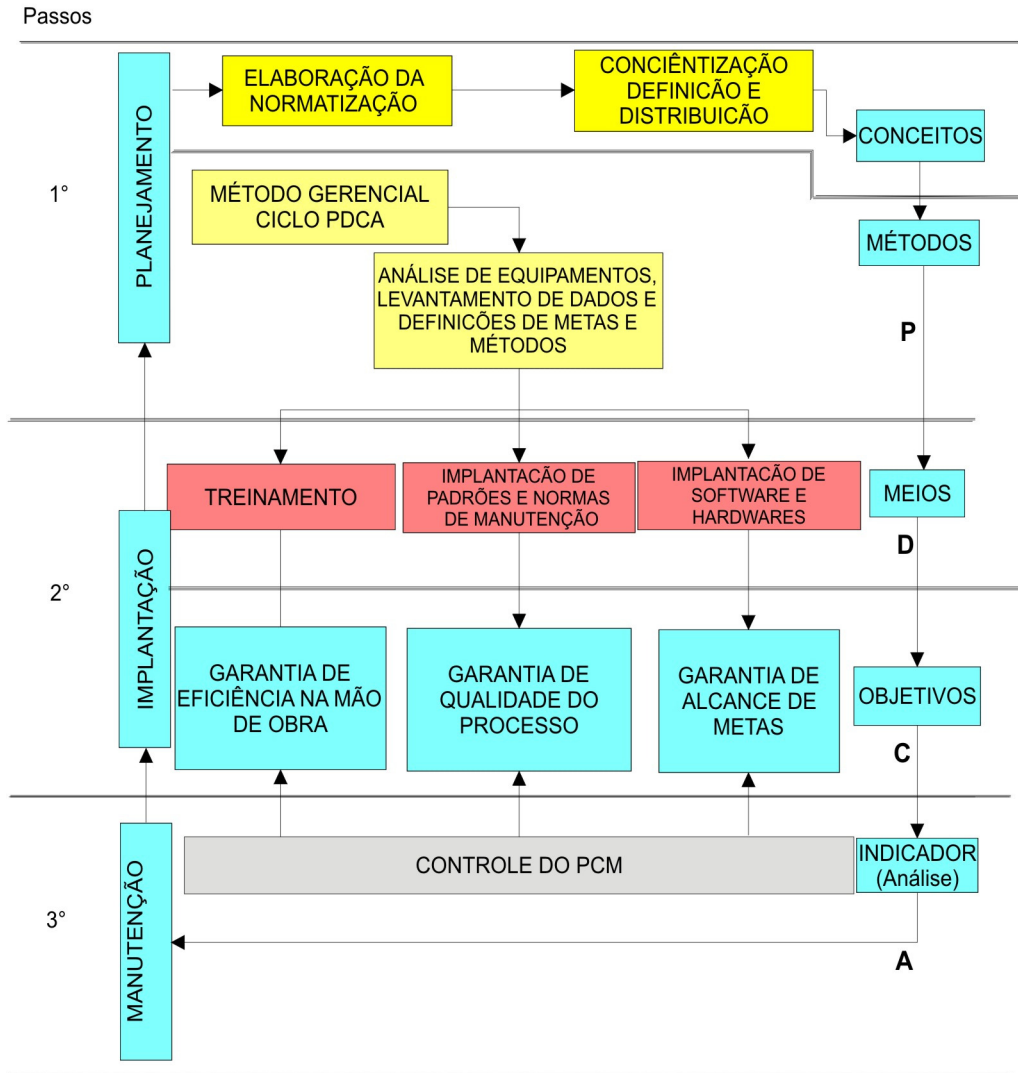 Passos
1°
PLANEJAMENTO
ELABORAÇÃO DA
NORMATIZAÇÃO
CONCIÊNTIZAÇÃO
DEFINICÃO E
DISTRIBUICÃO
CONCEITOS
MÉTODO GERENCIAL
CICLO PDCA
MÉTODOS
ANÁLISE DE EQUIPAMENTOS,
LEVANTAMENTO DE DADOS E
DEFINICÕES DE METAS E
MÉTODOS
P
2°
IMPLANTAÇÃO
TREINAMENTO
IMPLANTACÃO DE
PADRÕES E NORMAS
DE MANUTENÇÃO
IMPLANTACÃO DE
SOFTWARE E
HARDWARES
MEIOS
D
GARANTIA DE
EFICIÊNCIA NA MÃO
DE OBRA
GARANTIA DE
QUALIDADE DO
PROCESSO
GARANTIA DE
ALCANCE DE
METAS
OBJETIVOS
C
3°
MANUTENÇÃO
CONTROLE DO PCM
INDICADOR
(Análise)
A